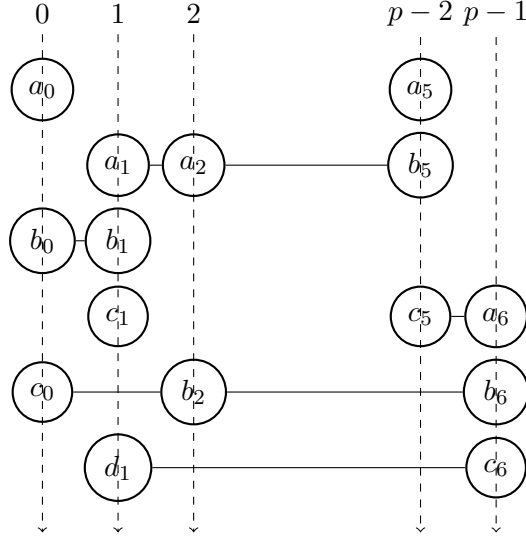 0 1 2 p − 2 p − 1
a₀ a₅
a₁ a₂ b₅
b₀ b₁
c₁ c₅ a₆
c₀ b₂ b₆
d₁ c₆